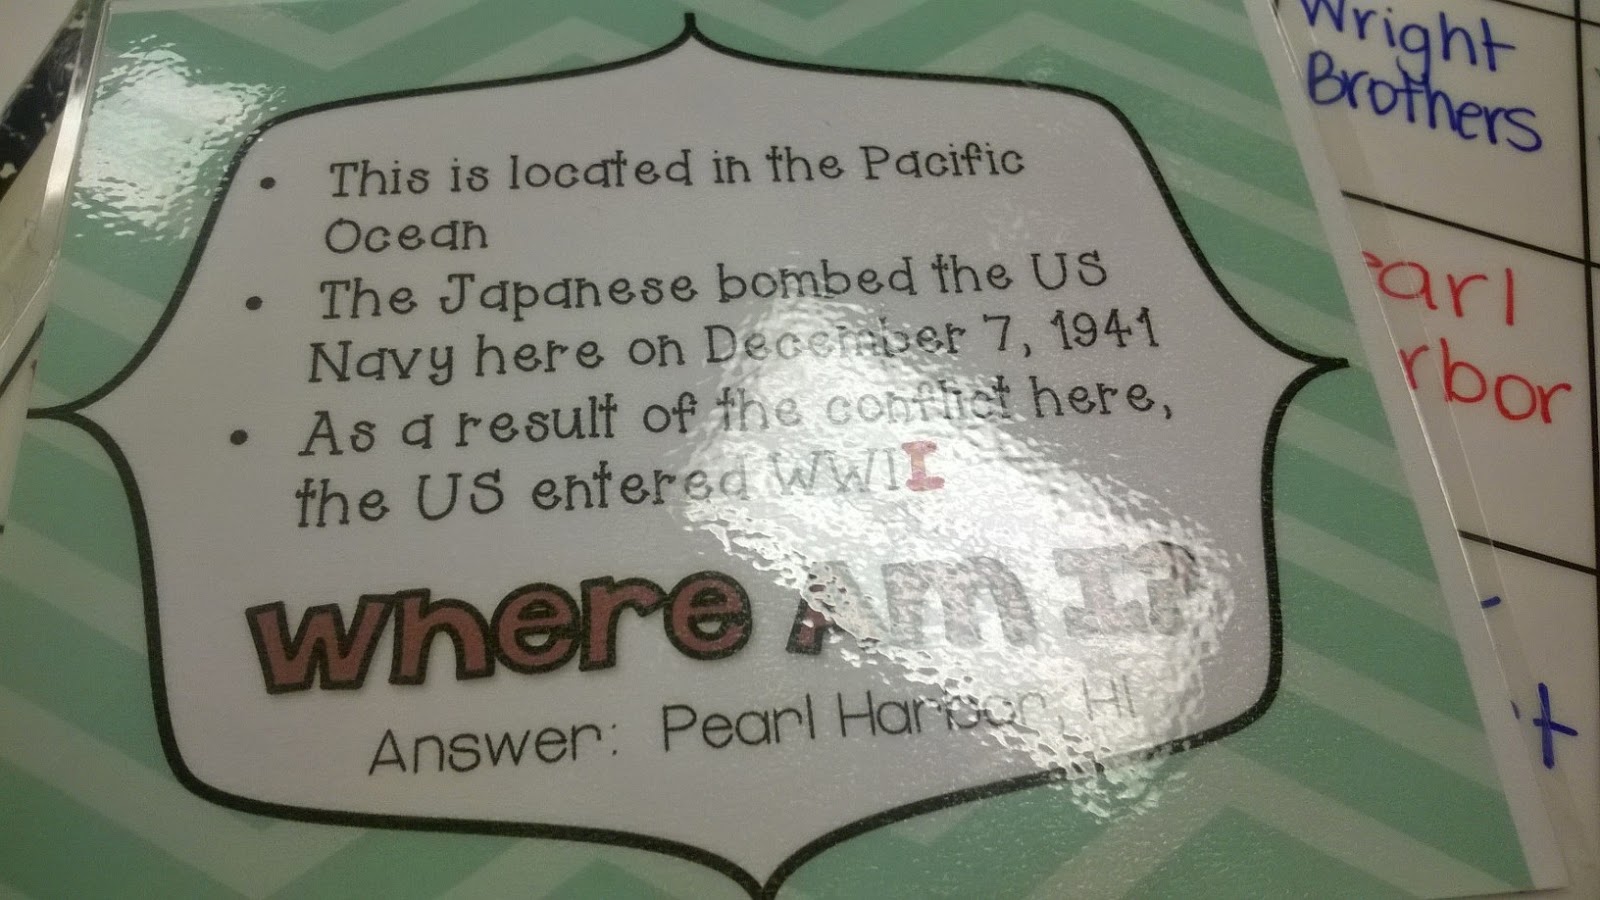 This is located in the Pacific
Ocean
The Japanese bombed the US
Navy here on December 7, 1941
As a result of the conflict here,
the US entered WWII
Where Am I?
Answer: Pearl Harbor, HI
Wright
Brothers
earl
rbor